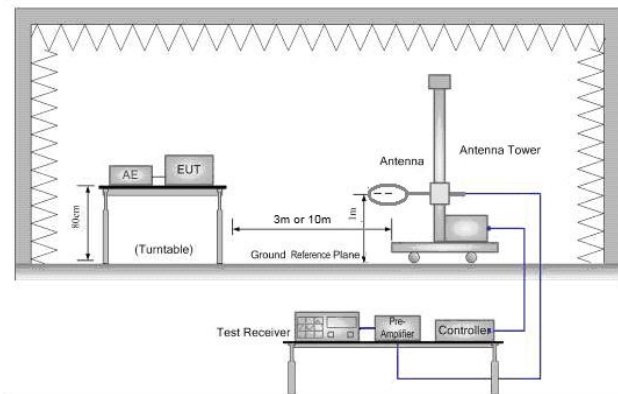 Antenna Tower
Antenna
EUT
AE
80cm
1m
3m or 10m
(Turntable)
Ground Reference Plane
Test Receiver
Pre-
Amplifier
Controller